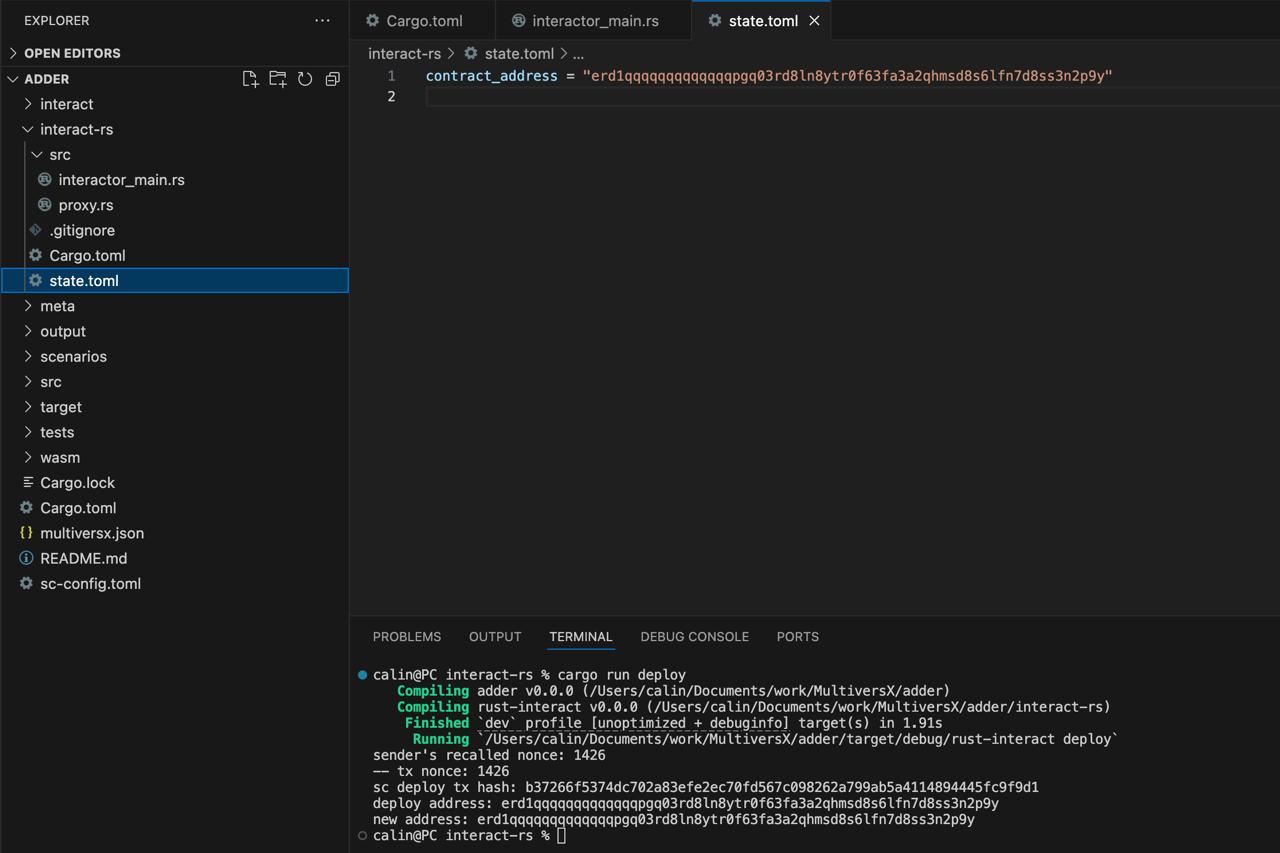 EXPLORER
OPEN EDITORS
ADDER
interact
interact-rs
src
interactor_main.rs
proxy.rs
.gitignore
Cargo.toml
state.toml
meta
output
scenarios
src
target
tests
wasm
Cargo.lock
Cargo.toml
multiversx.json
README.md
sc-config.toml
Cargo.toml interactor_main.rs state.toml
interact-rs > state.toml > ...
1 contract_address = "erd1qqqqqqqqqqqqqpgq03rd8ln8ytr0f63fa3a2qhmsd8s6lfn7d8ss3n2p9y"
2
PROBLEMS OUTPUT TERMINAL DEBUG CONSOLE PORTS
calin@PC interact-rs % cargo run deploy
Compiling adder v0.0.0 (/Users/calin/Documents/work/MultiversX/adder)
Compiling rust-interact v0.0.0 (/Users/calin/Documents/work/MultiversX/adder/interact-rs)
Finished `dev` profile [unoptimized + debuginfo] target(s) in 1.91s
Running `/Users/calin/Documents/work/MultiversX/adder/target/debug/rust-interact deploy`
sender's recalled nonce: 1426
-- tx nonce: 1426
sc deploy tx hash: b37266f5374dc702a83efe2ec70fd567c098262a799ab5a4114894445fc9f9d1
deploy address: erd1qqqqqqqqqqqqqpgq03rd8ln8ytr0f63fa3a2qhmsd8s6lfn7d8ss3n2p9y
new address: erd1qqqqqqqqqqqqqpgq03rd8ln8ytr0f63fa3a2qhmsd8s6lfn7d8ss3n2p9y
calin@PC interact-rs %